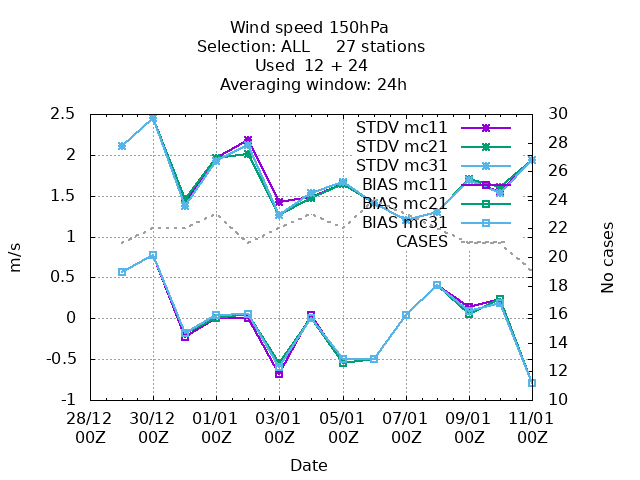 Wind speed 150hPa
Selection: ALL 27 stations
Used 12 + 24
Averaging window: 24h
2.5
2
1.5
1
0.5
0
-0.5
-1
m/s
30
28
26
24
22
20
18
16
14
12
10
No cases
STDV mc11
STDV mc21
STDV mc31
BIAS mc11
BIAS mc21
BIAS mc31
CASES
28/12 30/12 01/01 03/01 05/01 07/01 09/01 11/01
00Z 00Z 00Z 00Z 00Z 00Z 00Z 00Z
Date